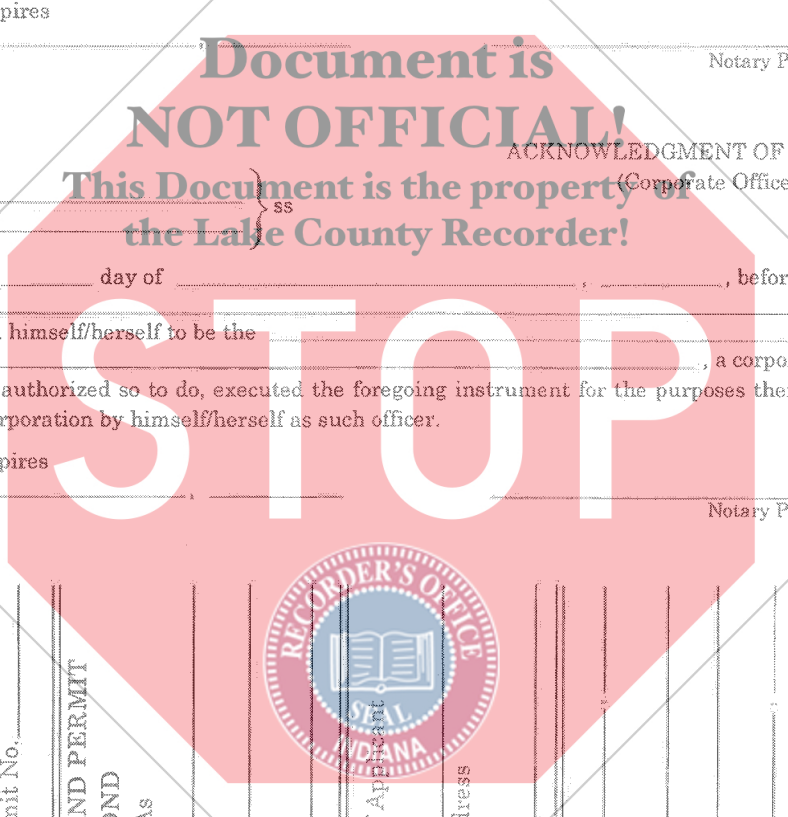 pires
Notary P
Document is
NOT OFFICIAL!
This Document is the property of
the Lake County Recorder!
ACKNOWLEDGMENT OF
(Corporate Office
ss
day of , , befor
himself/herself to be the
, a corpo
authorized so to do, executed the foregoing instrument for the purposes ther
rporation by himself/herself as such officer.
pires
,
Notary P
STOP
RECORDER'S OFFICE
SEAL
INDIANA
mit No.
ND PERMIT
OND
As
Applicant
dress